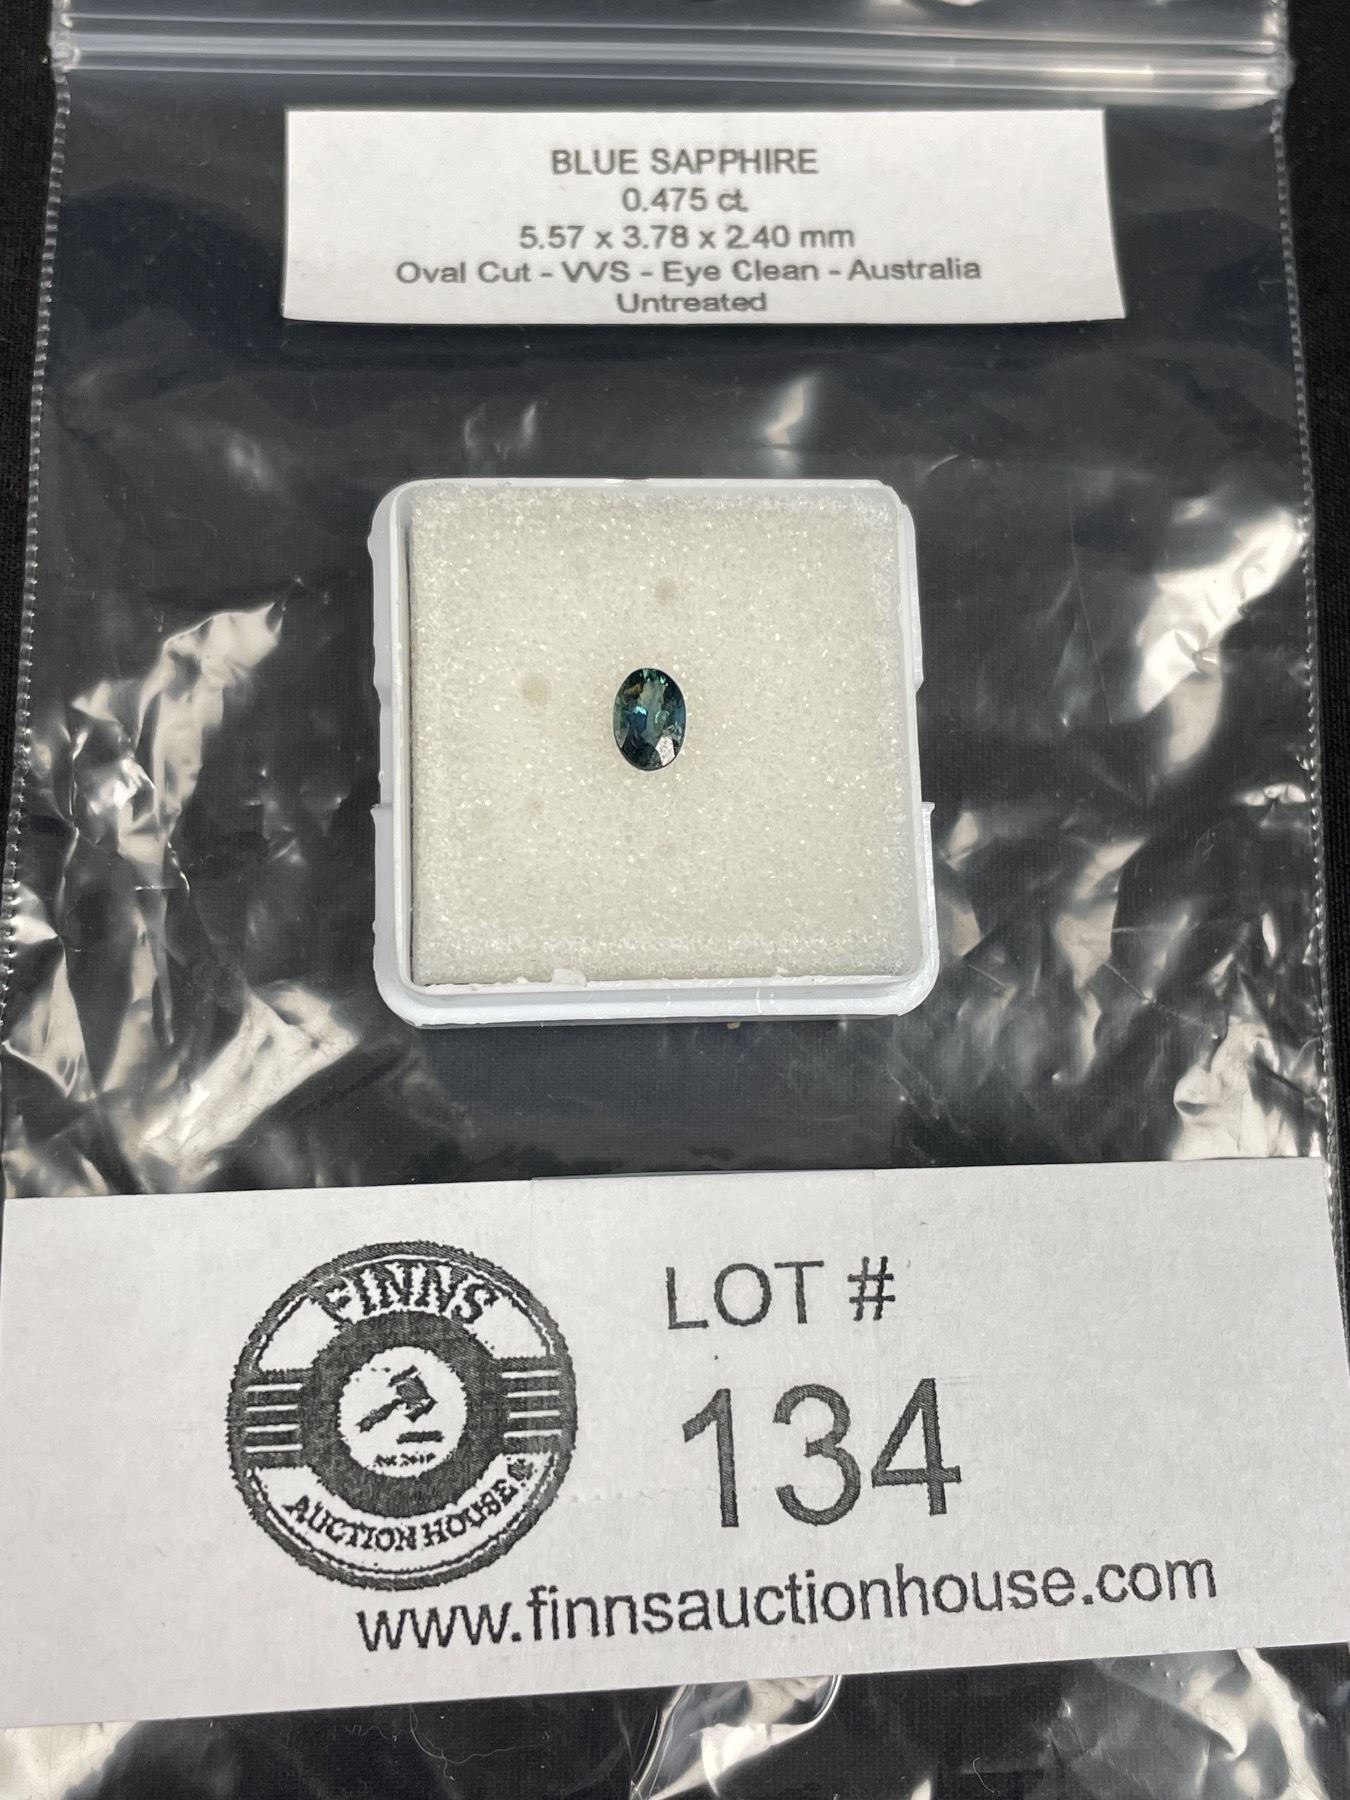 BLUE SAPPHIRE
0.475 ct
5.57 x 3.78 x 2.40 mm
Oval Cut - VVS - Eye Clean - Australia
Untreated
FINNS
AUCTION HOUSE
LOT #
134
www.finnsauctionhouse.com